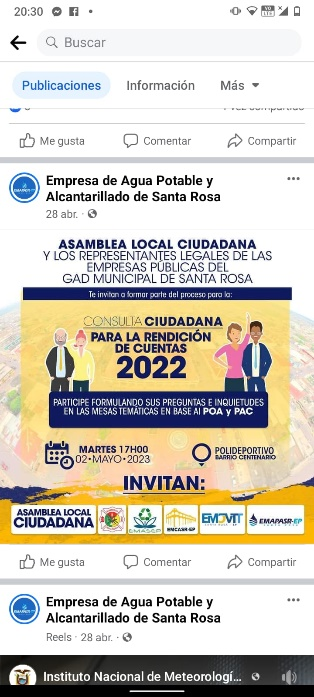 20:30
Buscar
Publicaciones Información Más
Me gusta Comentar Compartir
Empresa de Agua Potable y
Alcantarillado de Santa Rosa
28 abr. ·
ASAMBLEA LOCAL CIUDADANA
Y LOS REPRESENTANTES LEGALES DE LAS
EMPRESAS PÚBLICAS DEL
GAD MUNICIPAL DE SANTA ROSA
Te invitan a formar parte del proceso para la:
CONSULTA CIUDADANA
PARA LA RENDICIÓN
DE CUENTAS
2022
PARTICIPE FORMULANDO SUS PREGUNTAS E INQUIETUDES
EN LAS MESAS TEMÁTICAS EN BASE AL POA y PAC
MARTES 17H00
02·MAYO·2023
POLIDEPORTIVO
BARRIO CENTENARIO
INVITAN:
ASAMBLEA LOCAL
CIUDADANA
EMASEP
EMCASR-EP
EMOVIT
EMAPASR-EP
Me gusta Comentar Compartir
Empresa de Agua Potable y
Alcantarillado de Santa Rosa
Reels · 28 abr. ·
Instituto Nacional de Meteorologí...